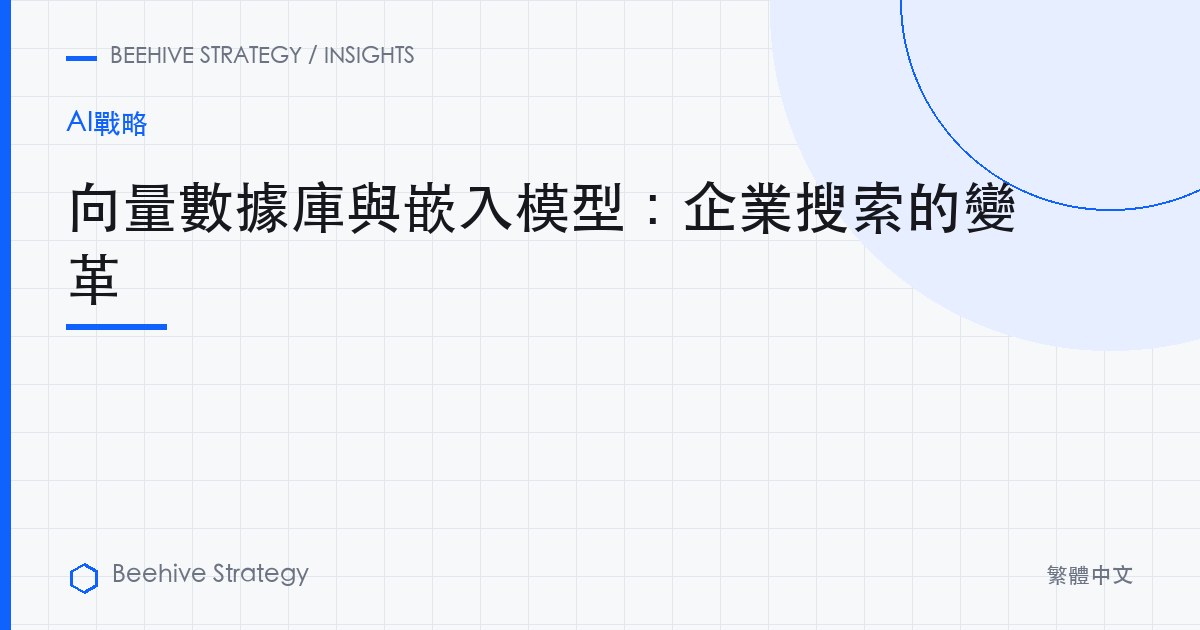 BEEHIVE STRATEGY / INSIGHTS
AI戰略
向量數據庫與嵌入模型：企業搜索的變
革
Beehive Strategy
繁體中文